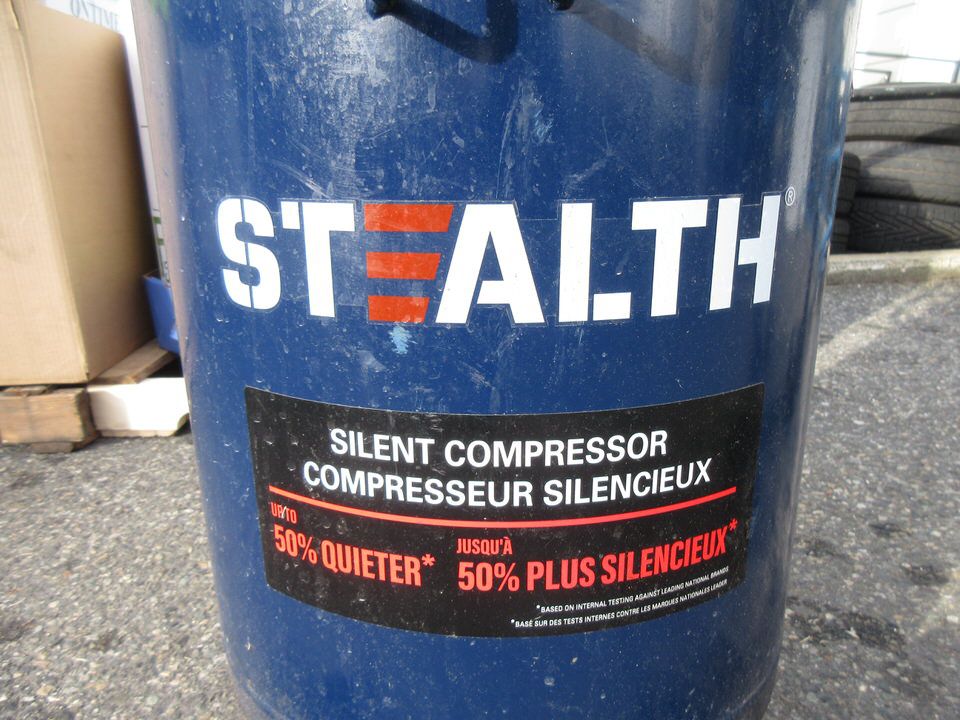 ONTIME
STEALTH®
SILENT COMPRESSOR
COMPRESSEUR SILENCIEUX
UP TO
50% QUIETER*
JUSQU'À
50% PLUS SILENCIEUX*
*BASED ON INTERNAL TESTING AGAINST LEADING NATIONAL BRANDS
*BASÉ SUR DES TESTS INTERNES CONTRE LES MARQUES NATIONALES LEADER